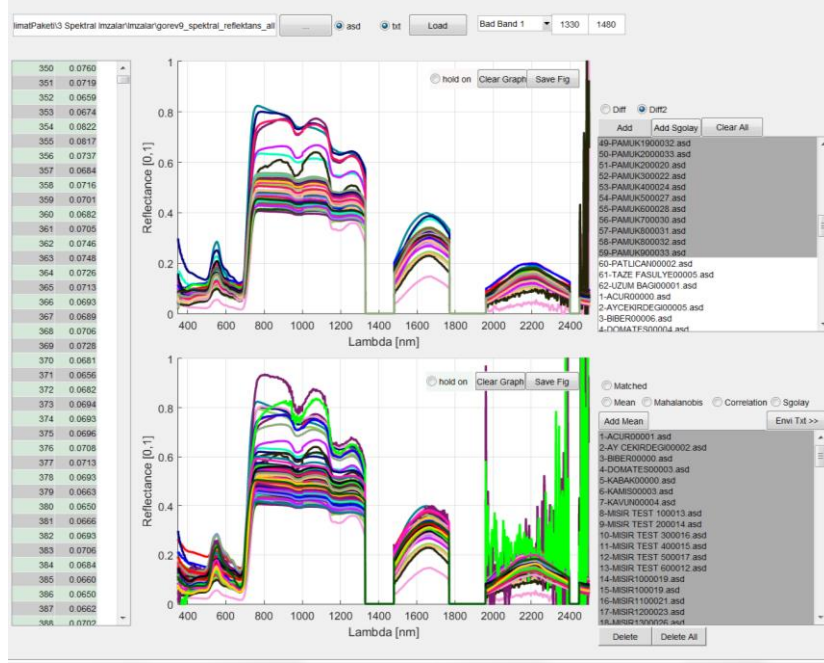 limatPaketi\3 Spektral Imzalar\Imzalar\gorev9_spektral_reflektans_all ... asd txt Load Bad Band 1 1330 1480
350 0.0760
351 0.0719
352 0.0659
353 0.0674
354 0.0822
355 0.0817
356 0.0737
357 0.0684
358 0.0716
359 0.0701
360 0.0682
361 0.0705
362 0.0746
363 0.0748
364 0.0726
365 0.0713
366 0.0693
367 0.0689
368 0.0706
369 0.0728
370 0.0681
371 0.0656
372 0.0682
373 0.0694
374 0.0693
375 0.0696
376 0.0708
377 0.0713
378 0.0693
379 0.0663
380 0.0650
381 0.0666
382 0.0693
383 0.0706
384 0.0684
385 0.0660
386 0.0650
387 0.0662
388 0.0702
hold on Clear Graph Save Fig
1
0.8
0.6
0.4
0.2
0
Reflectance [0,1]
400 600 800 1000 1200 1400 1600 1800 2000 2200 2400
Lambda [nm]
hold on Clear Graph Save Fig
1
0.8
0.6
0.4
0.2
0
Reflectance [0,1]
400 600 800 1000 1200 1400 1600 1800 2000 2200 2400
Lambda [nm]
Diff Diff2
Add Add Sgolay Clear All
49-PAMUK1900032.asd
50-PAMUK2000033.asd
51-PAMUK200020.asd
52-PAMUK300022.asd
53-PAMUK400024.asd
54-PAMUK500027.asd
55-PAMUK600028.asd
56-PAMUK700030.asd
57-PAMUK800031.asd
58-PAMUK800032.asd
59-PAMUK900033.asd
60-PATLICAN00002.asd
61-TAZE FASULYE00005.asd
62-UZUM BAGI00001.asd
1-ACUR00000.asd
2-AYCEKIRDEGI00005.asd
3-BIBER00006.asd
4-DOMATES00004.asd
Matched
Mean Mahalanobis Correlation Sgolay
Add Mean Envi Txt >>
1-ACUR00001.asd
2-AY CEKIRDEGI00002.asd
3-BIBER00000.asd
4-DOMATES00003.asd
5-KABAK00000.asd
6-KAMIS00003.asd
7-KAVUN00004.asd
8-MISIR TEST 100013.asd
9-MISIR TEST 200014.asd
10-MISIR TEST 300016.asd
11-MISIR TEST 400015.asd
12-MISIR TEST 500017.asd
13-MISIR TEST 600012.asd
14-MISIR1000019.asd
15-MISIR100019.asd
16-MISIR1100021.asd
17-MISIR1200023.asd
18-MISIR1300026.asd
Delete Delete All